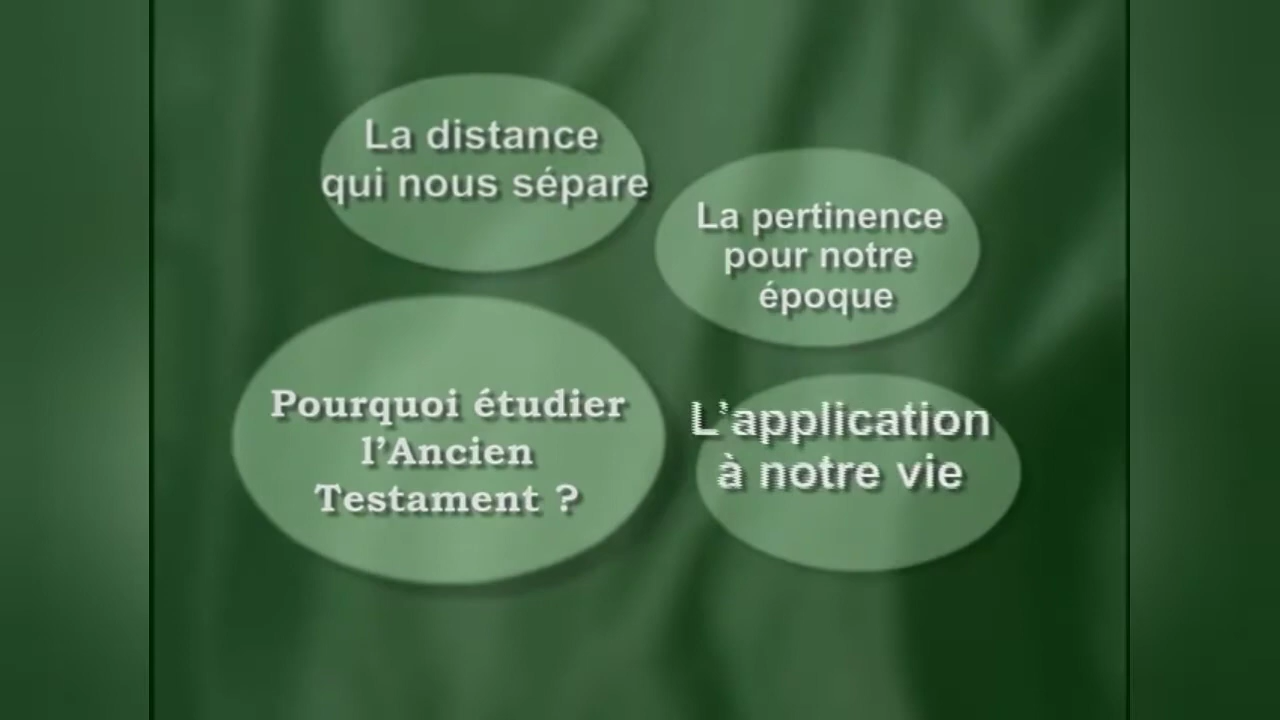 La distance
qui nous sépare
La pertinence
pour notre
époque
Pourquoi étudier
l’Ancien
Testament ?
L’application
à notre vie